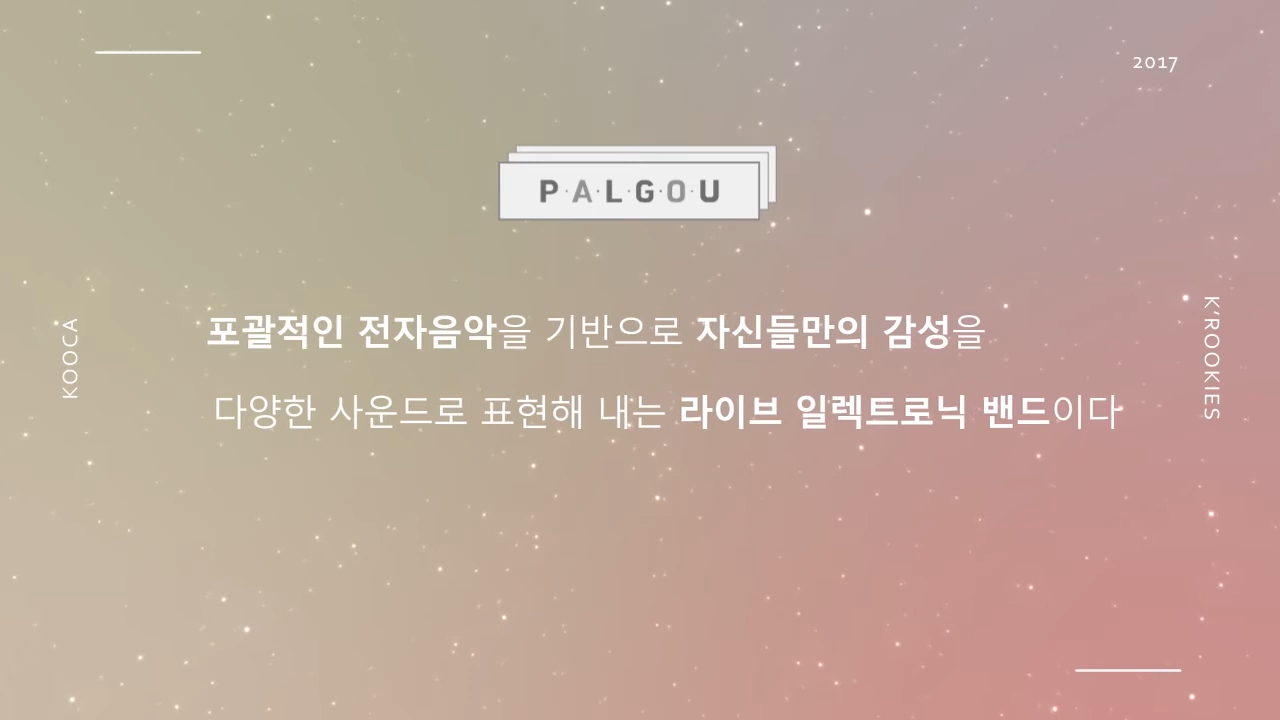 2017
P·A·L·G·O·U
포괄적인 전자음악을 기반으로 자신들만의 감성을
다양한 사운드로 표현해 내는 라이브 일렉트로닉 밴드이다
KOOCA
K'ROOKIES